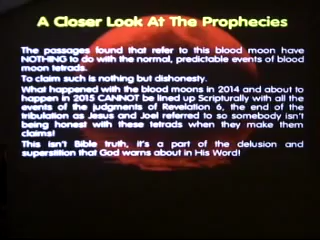 A Closer Look At The Prophecies
The passages found that refer to this blood moon have
NOTHING to do with the normal, predictable events of blood
moon tetrads.
To claim such is nothing but dishonesty.
What happened with the blood moons in 2014 and about to
happen in 2015 CANNOT be lined up Scripturally with all the
events of the judgments of Revelation 6, the end of the
tribulation as Jesus and Joel referred to so somebody isn't
being honest with these tetrads when they make them
claims!
This isn't Bible truth, it's a part of the delusion and
superstition that God warns about in His Word!